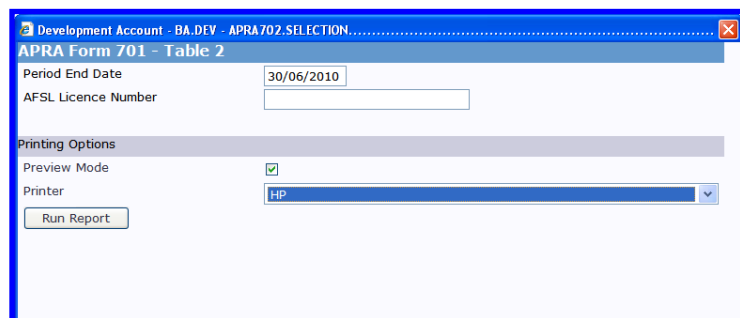 Development Account - BA.DEV - APRA702.SELECTION......................................................................................
APRA Form 701 - Table 2
Period End Date 30/06/2010
AFSL Licence Number
Printing Options
Preview Mode
Printer HP
Run Report